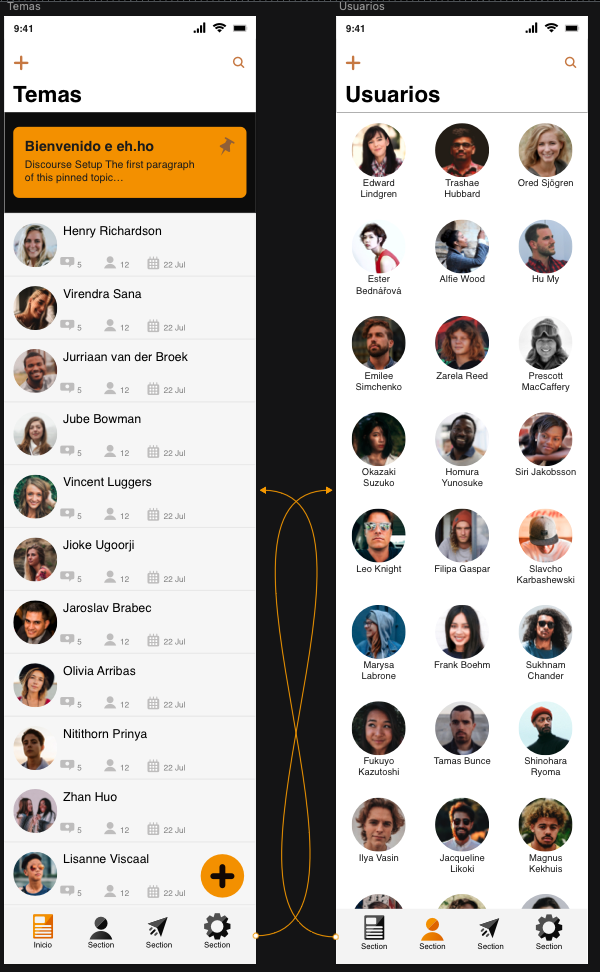 Temas
9:41
Temas
Bienvenido e eh.ho
Discourse Setup The first paragraph
of this pinned topic…
Henry Richardson
5 12 22 Jul
Virendra Sana
5 12 22 Jul
Jurriaan van der Broek
5 12 22 Jul
Jube Bowman
5 12 22 Jul
Vincent Luggers
5 12 22 Jul
Jioke Ugoorji
5 12 22 Jul
Jaroslav Brabec
5 12 22 Jul
Olivia Arribas
5 12 22 Jul
Nitithorn Prinya
5 12 22 Jul
Zhan Huo
5 12 22 Jul
Lisanne Viscaal
5 12 22 Jul
Inicio Section Section Section
Usuarios
9:41
Usuarios
Edward
Lindgren
Trashae
Hubbard
Ored Sjögren
Ester
Bednářová
Alfie Wood
Hu My
Emilee
Simchenko
Zarela Reed
Prescott
MacCaffery
Okazaki
Suzuko
Homura
Yunosuke
Siri Jakobsson
Leo Knight
Filipa Gaspar
Slavcho
Karbashewski
Marysa
Labrone
Frank Boehm
Sukhnam
Chander
Fukuyo
Kazutoshi
Tamas Bunce
Shinohara
Ryoma
Ilya Vasin
Jacqueline
Likoki
Magnus
Kekhuis
Section Section Section Section